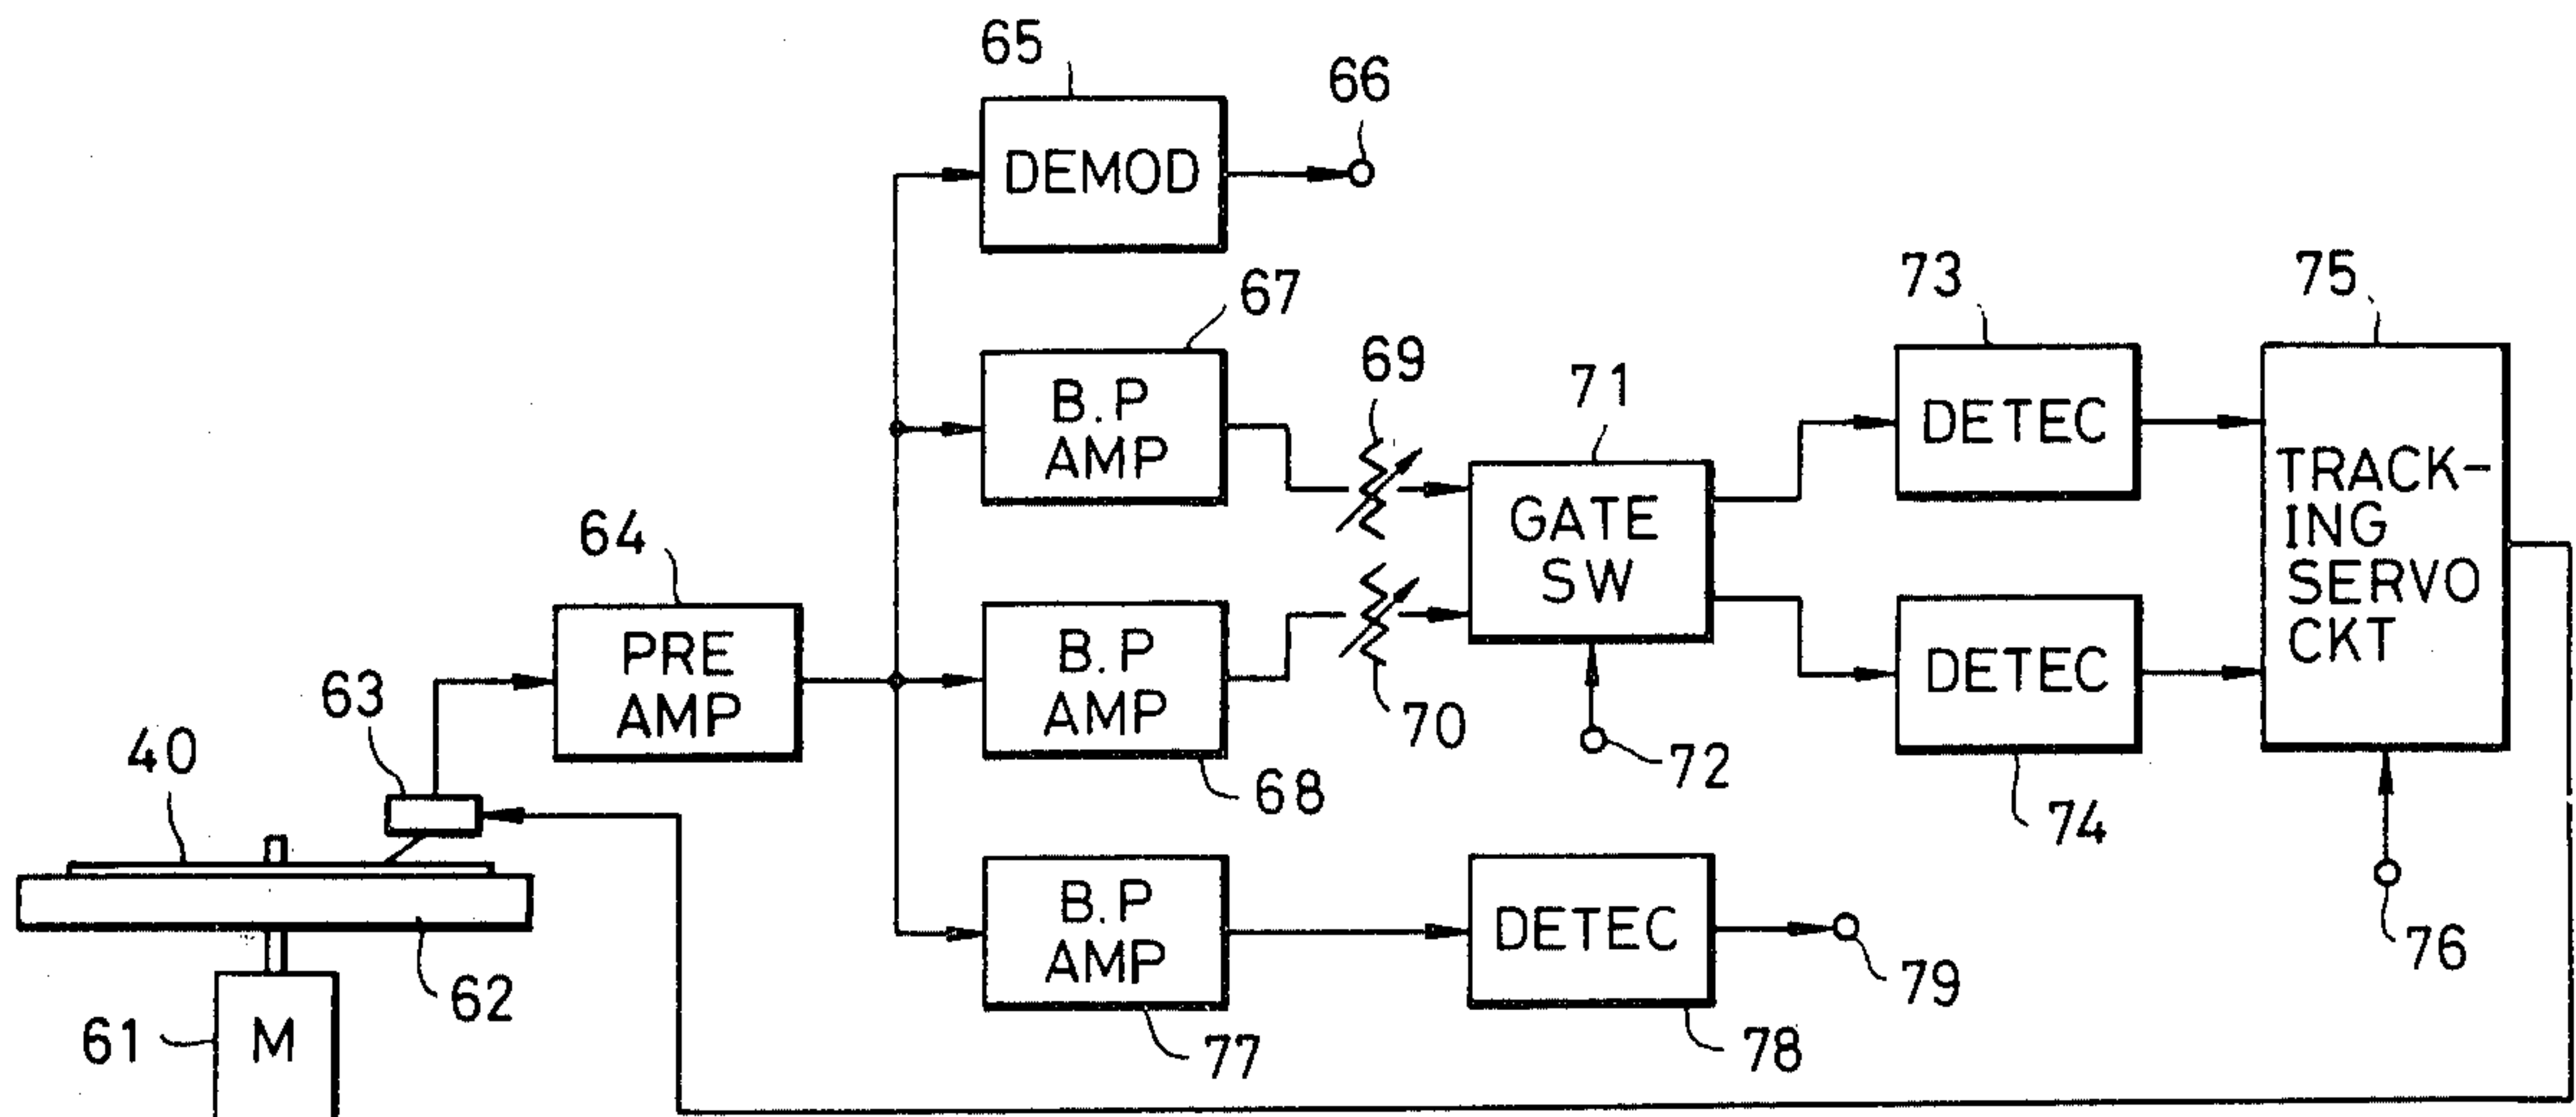 65
66
DEMOD
67
73
75
69
71
B.P
AMP
DETEC
TRACK-
ING
SERVO
CKT
64
GATE
SW
PRE
AMP
B.P
AMP
DETEC
63
70
72
40
68
74
B.P
AMP
DETEC
76
79
62
61
M
77
78